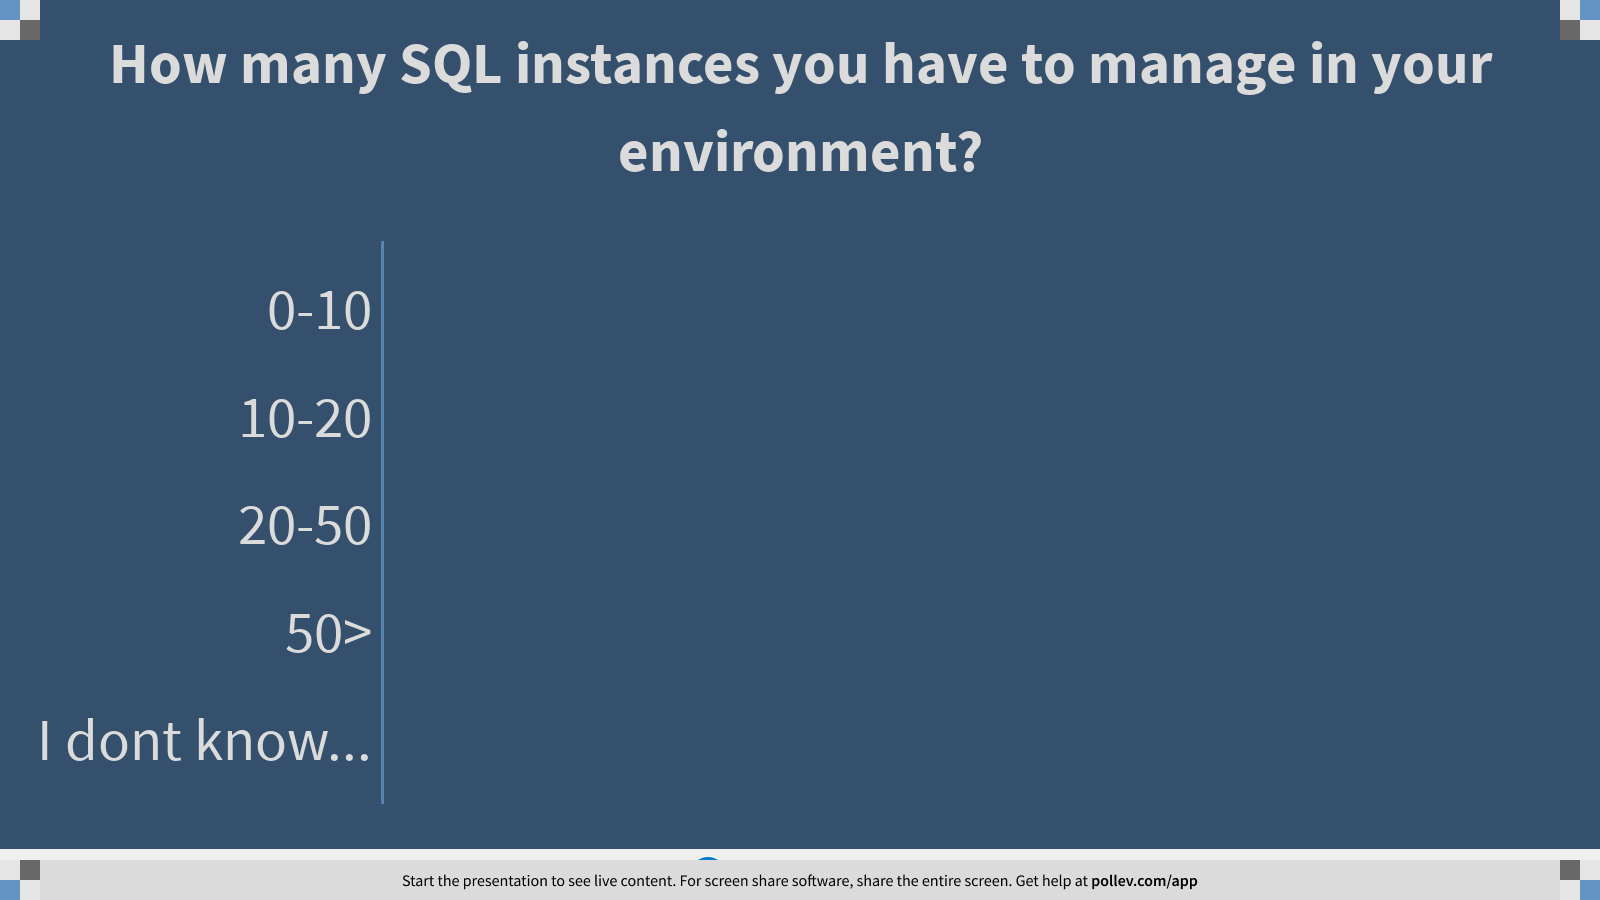 How many SQL instances you have to manage in your
environment?
0-10
10-20
20-50
50>
I dont know...
Start the presentation to see live content. For screen share software, share the entire screen. Get help at pollev.com/app